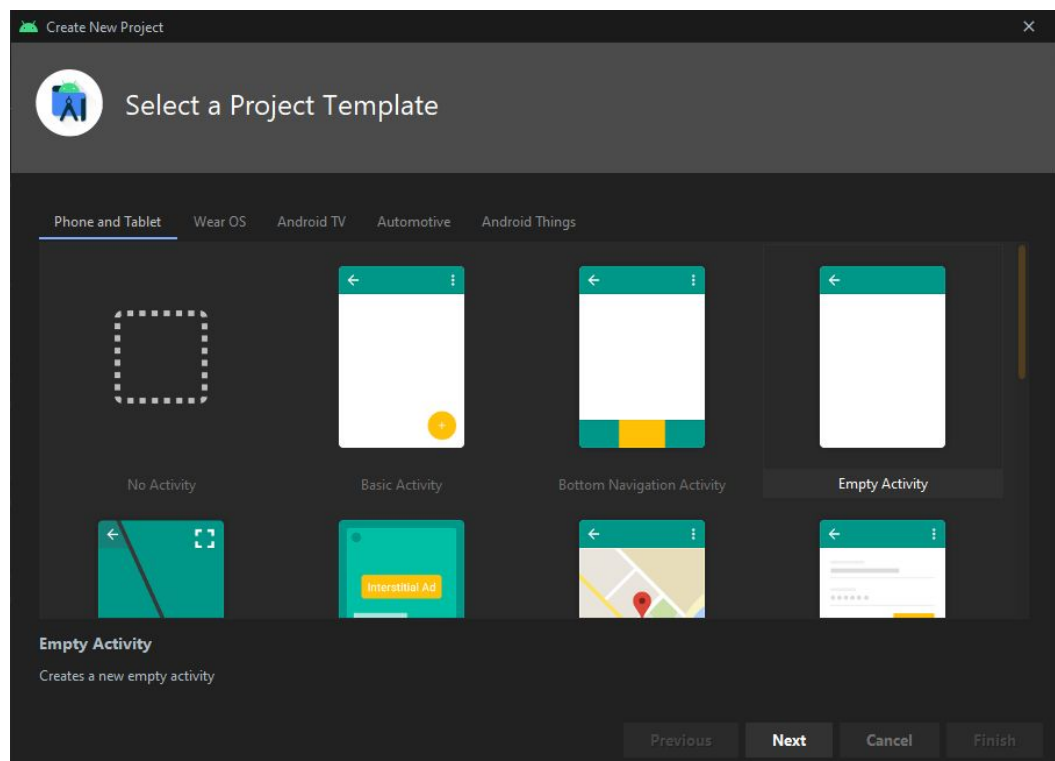 Create New Project
Select a Project Template
Phone and Tablet Wear OS Android TV Automotive Android Things
No Activity Basic Activity Bottom Navigation Activity Empty Activity
Interstitial Ad
Empty Activity
Creates a new empty activity
Previous Next Cancel Finish